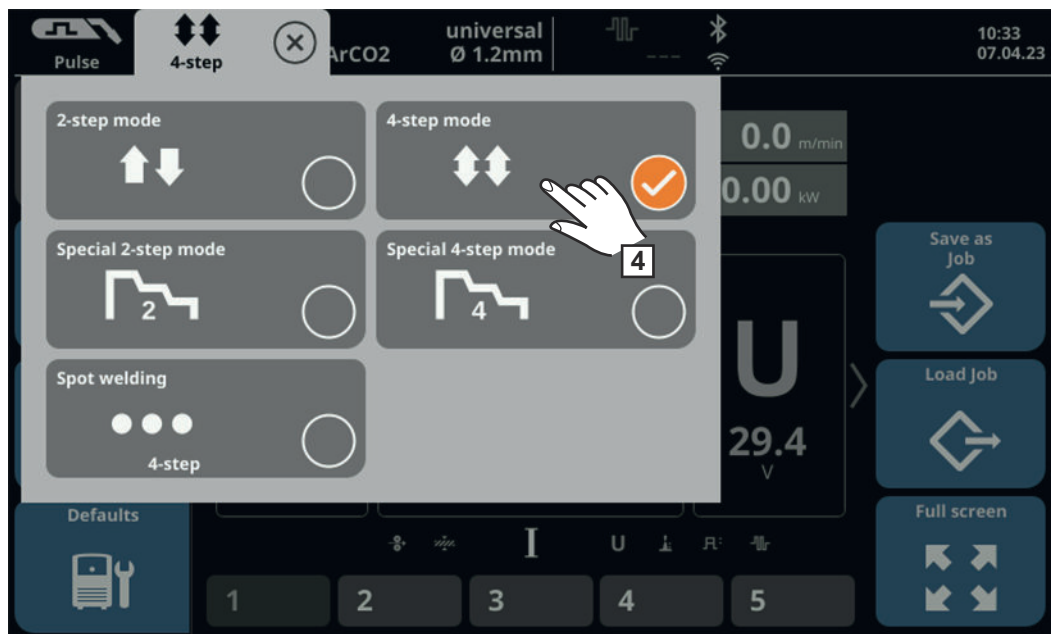 Pulse
4-step
ArCO2
universal
Ø 1.2mm
---
10:33
07.04.23
2-step mode
4-step mode
0.0 m/min
0.00 kW
Special 2-step mode
2
Special 4-step mode
4
4
Save as
Job
Spot welding
4-step
U
29.4
V
Load Job
Defaults
Full screen
I
U
1
2
3
4
5